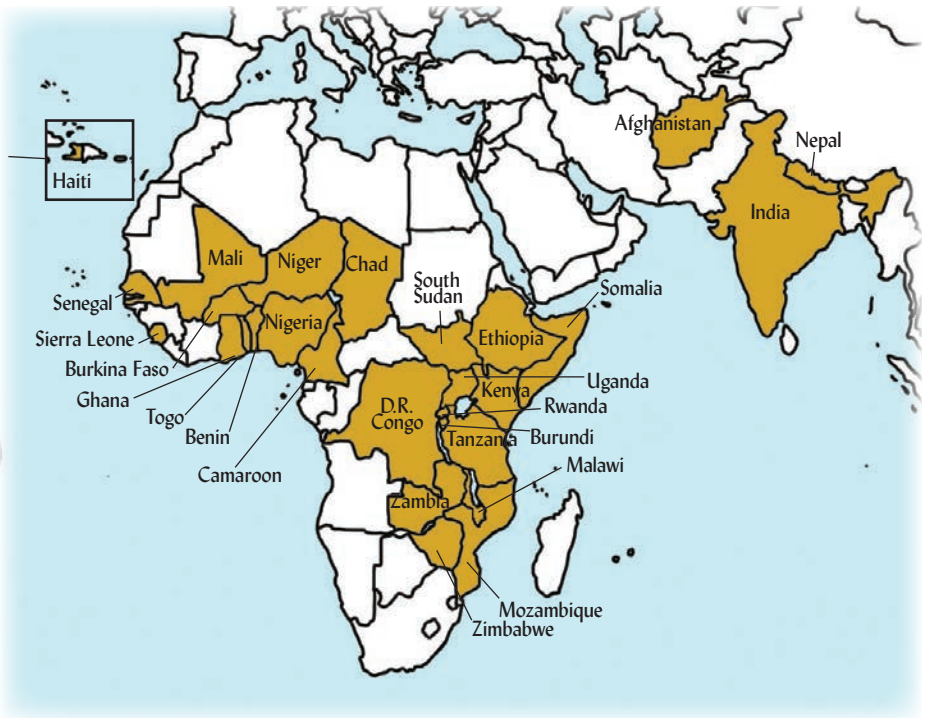 Afghanistan
Nepal
Haiti
India
Mali
Niger
Chad
South
Sudan
Somalia
Senegal
Nigeria
Ethiopia
Sierra Leone
Burkina Faso
Ghana
Togo
Benin
Camaroon
D.R.
Congo
Kenya
Uganda
Rwanda
Tanzania
Burundi
Malawi
Zambia
Mozambique
Zimbabwe